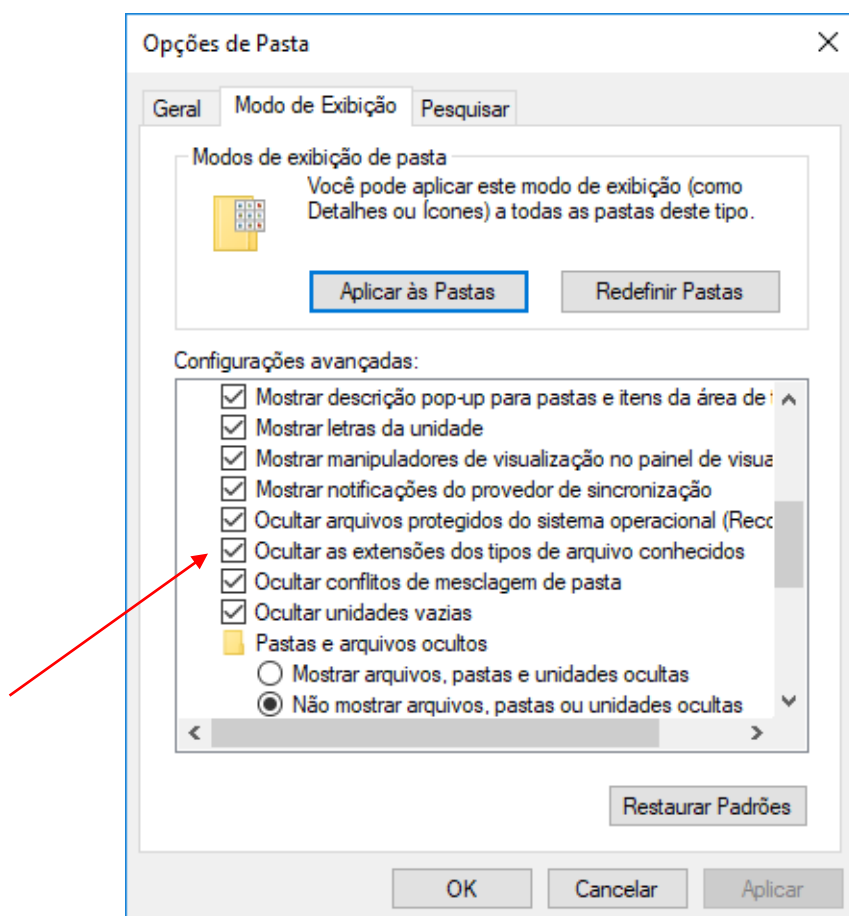 Opções de Pasta
Geral
Modo de Exibição
Pesquisar
Modos de exibição de pasta
Você pode aplicar este modo de exibição (como
Detalhes ou Ícones) a todas as pastas deste tipo.
Aplicar às Pastas
Redefinir Pastas
Configurações avançadas:
Mostrar descrição pop-up para pastas e itens da área de
Mostrar letras da unidade
Mostrar manipuladores de visualização no painel de
Mostrar notificações do provedor de sincronização
Ocultar arquivos protegidos do sistema operacional
Ocultar as extensões dos tipos de arquivo conhecidos
Ocultar conflitos de mesclagem de pasta
Ocultar unidades vazias
Pastas e arquivos ocultos
Mostrar arquivos, pastas e unidades ocultas
Não mostrar arquivos, pastas ou unidades ocultas
Restaurar Padrões
OK
Cancelar
Aplicar